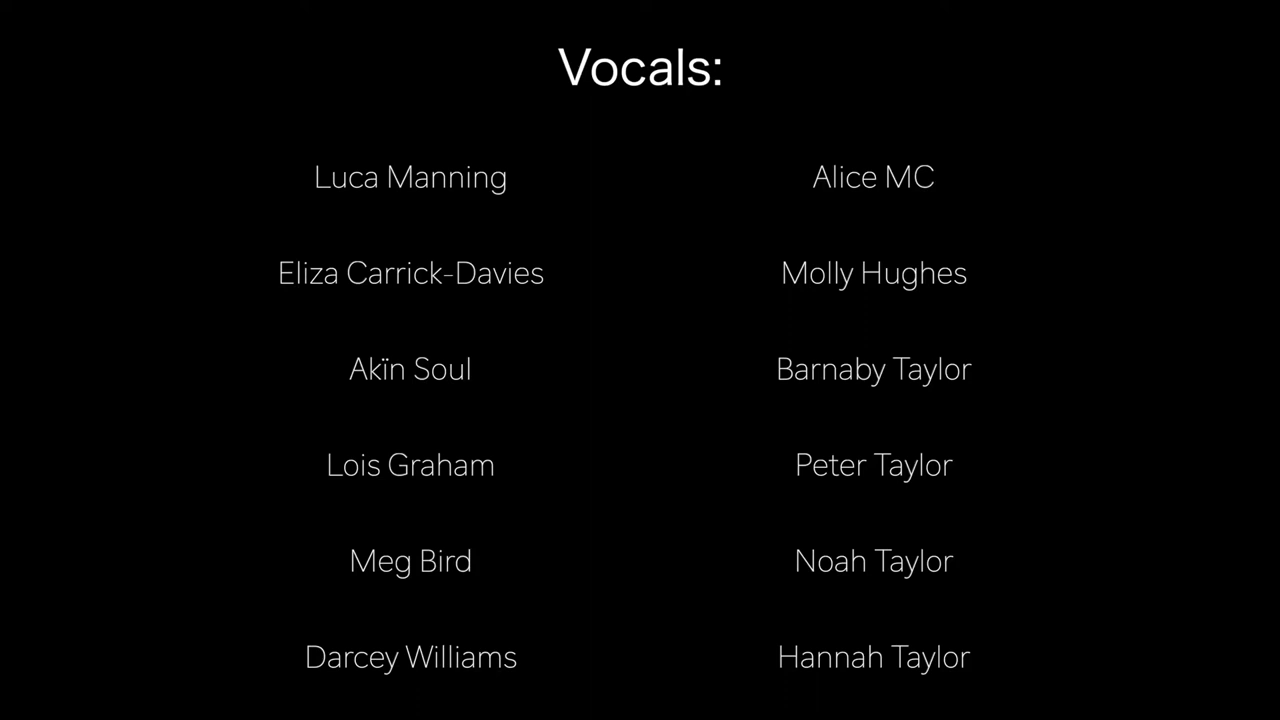 Vocals:
Luca Manning
Alice MC
Eliza Carrick-Davies
Molly Hughes
Akïn Soul
Barnaby Taylor
Lois Graham
Peter Taylor
Meg Bird
Noah Taylor
Darcey Williams
Hannah Taylor